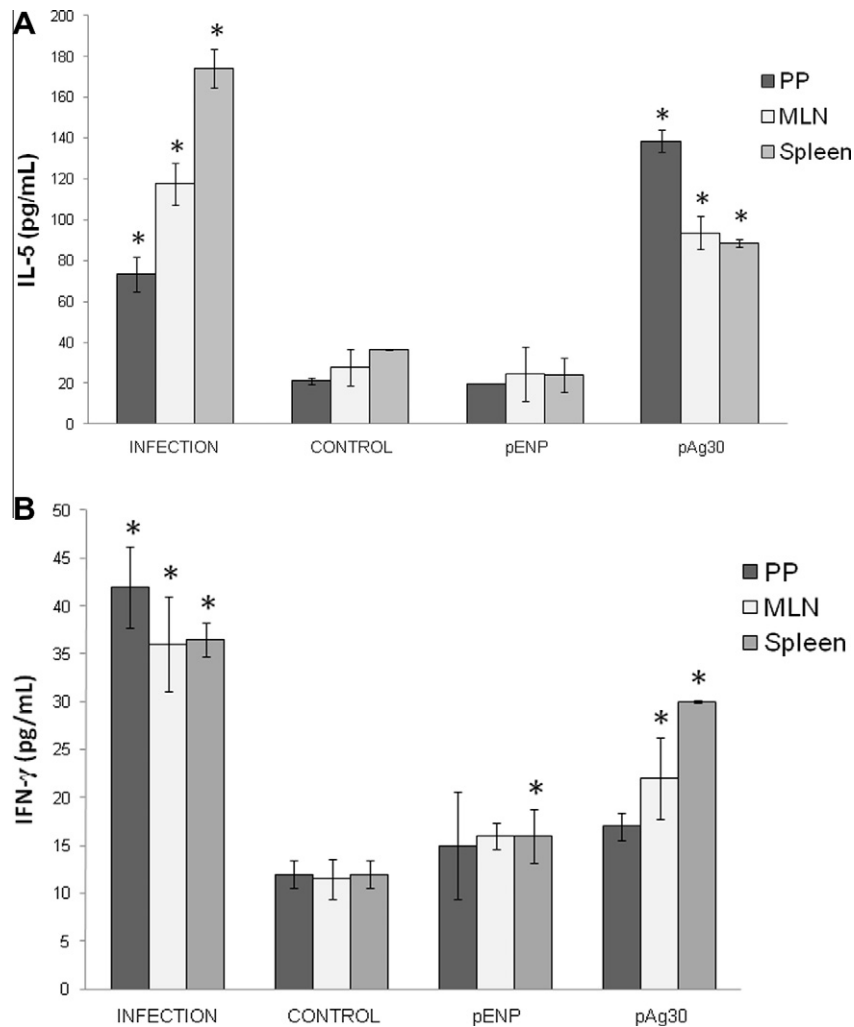 A
200
180
160
140
120
100
80
60
40
20
0
IL-5 (pg/mL)
*
*
*
*
*
*
PP
MLN
Spleen
INFECTION CONTROL pENP pAg30
B
50
45
40
35
30
25
20
15
10
5
0
IFN-γ (pg/mL)
*
*
*
*
*
*
PP
MLN
Spleen
INFECTION CONTROL pENP pAg30